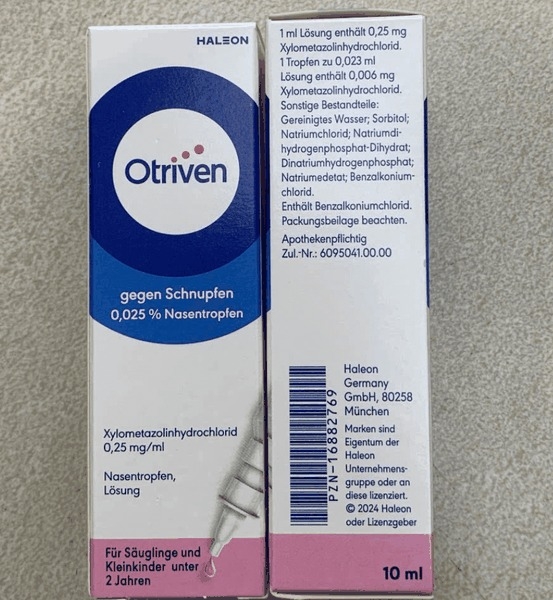 HALEON
Otriven
gegen Schnupfen
0,025 % Nasentropfen
Xylometazolinhydrochlorid
0,25 mg/ml
Nasentropfen,
Lösung
Für Säuglinge und
Kleinkinder unter
2 Jahren
1 ml Lösung enthält 0,25 mg
Xylometazolinhydrochlorid.
1 Tropfen zu 0,023 ml
Lösung enthält 0,006 mg
Xylometazolinhydrochlorid.
Sonstige Bestandteile:
Gereinigtes Wasser; Sorbitol;
Natriumchlorid; Natriumdi-
hydrogenphosphat-Dihydrat;
Dinatriumhydrogenphosphat;
Natriumedetat; Benzalkonium-
chlorid.
Enthält Benzalkoniumchlorid.
Packungsbeilage beachten.
Apothekenpflichtig
Zul.-Nr.: 6095041.00.00
PZN-16882769
Haleon
Germany
GmbH, 80258
München
Marken sind
Eigentum der
Haleon
Unternehmens-
gruppe oder an
diese lizenziert.
© 2024 Haleon
oder Lizenzgeber
10 ml